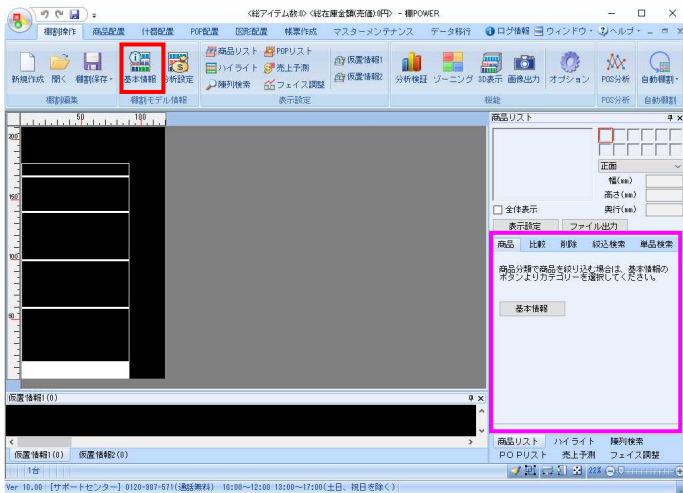 <総アイテム数:0> <総在庫金額(売価):0円> - 棚POWER
棚割操作 商品配置 什器配置 POP配置 図形配置 帳票作成 マスターメンテナンス データ移行 ログ情報 ウィンドウ ヘルプ
商品リスト POPリスト
新規作成 開く 棚割保存 基本情報 分析設定 ハイライト 売上予測 仮置情報1 分析検証 ゾーニング 3D表示 画像出力 オプション POS分析 自動棚割
陳列検索 フェイス調整 仮置情報2
棚割編集 棚割モデル情報 表示設定 機能 POS分析 自動棚割
50 100
200
150
100
50
商品リスト
正面
幅(mm)
高さ(mm)
全体表示 奥行(mm)
表示設定 ファイル出力
商品 比較 削除 絞込検索 単品検索
商品分類で商品を絞り込む場合は、基本情報の
ボタンよりカテゴリーを選択してください。
基本情報
仮置情報1(0)
仮置情報1(0) 仮置情報2(0)
商品リスト ハイライト 陳列検索
POPリスト 売上予測 フェイス調整
1台 22%
Ver 10.00 [サポートセンター] 0120-987-571(通話無料) 10:00~12:00 13:00~17:00(土日、祝日を除く)